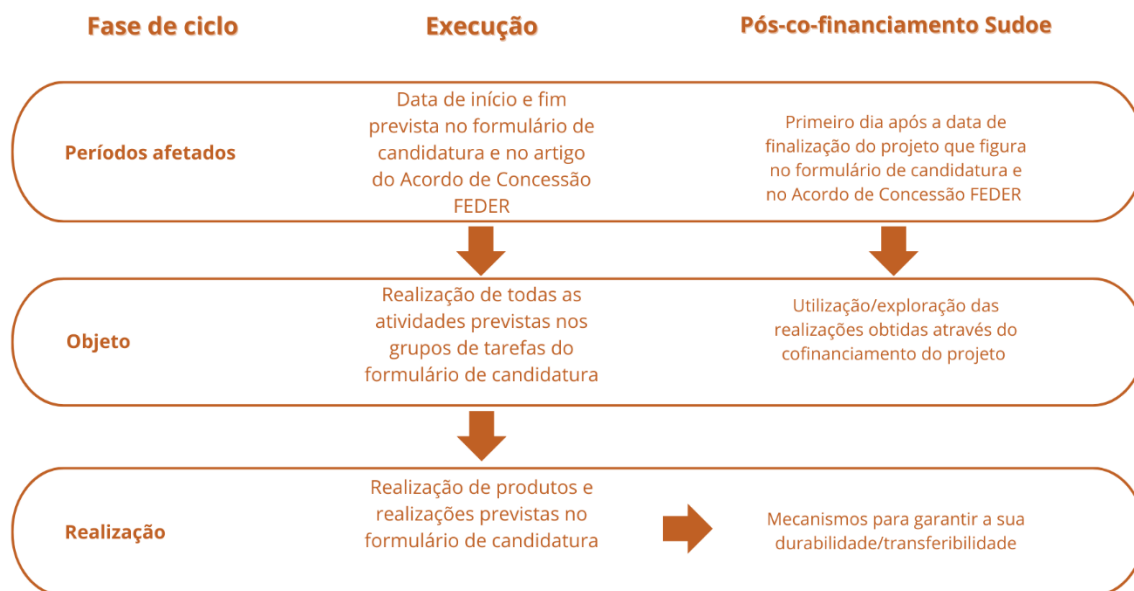 Fase de ciclo
Execução
Pós-co-financiamento Sudoe
Períodos afetados
Data de início e fim
prevista no formulário de
candidatura e no artigo
do Acordo de Concessão
FEDER
Primeiro dia após a data de
finalização do projeto que figura
no formulário de candidatura e
no Acordo de Concessão FEDER
Objeto
Realização de todas as
atividades previstas nos
grupos de tarefas do
formulário de candidatura
Utilização/exploração das
realizações obtidas através do
cofinanciamento do projeto
Realização
Realização de produtos e
realizações previstas no
formulário de candidatura
Mecanismos para garantir a sua
durabilidade/transferibilidade